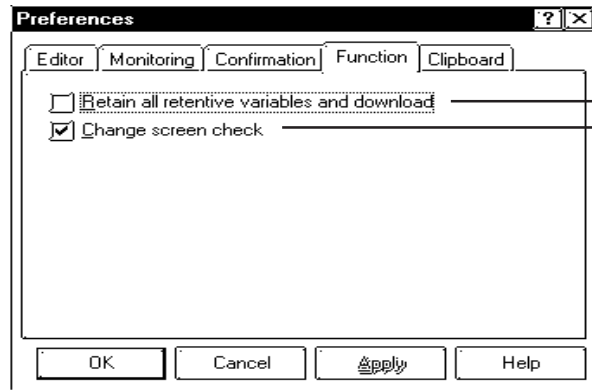 Preferences
Editor Monitoring Confirmation Function Clipboard
Retain all retentive variables and download
Change screen check
OK Cancel Apply Help